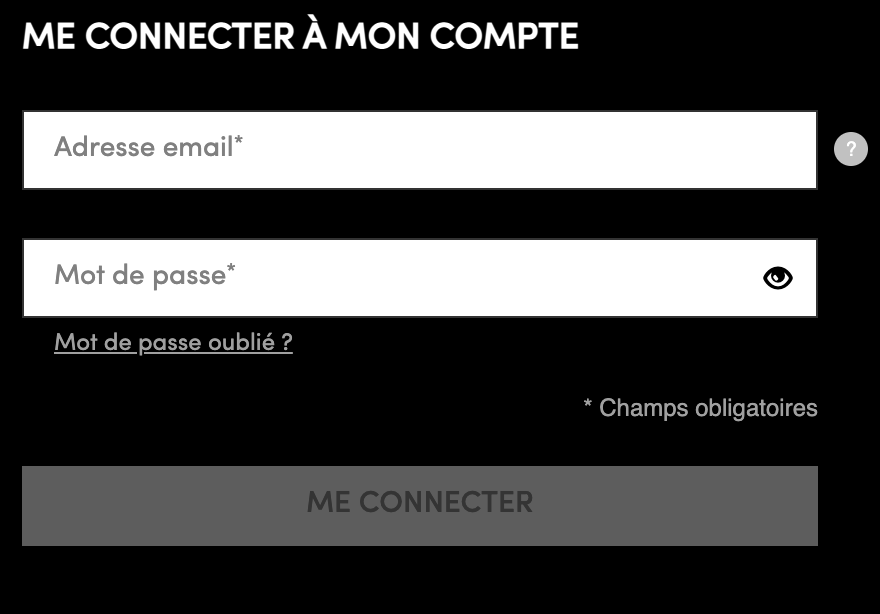 ME CONNECTER À MON COMPTE
Adresse email*
?
Mot de passe*
Mot de passe oublié ?
* Champs obligatoires
ME CONNECTER